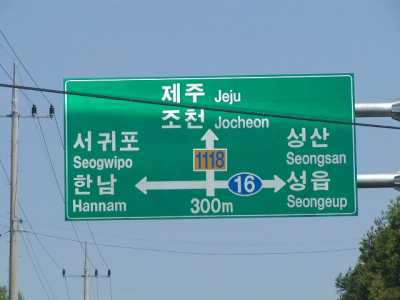 제주 Jeju
조천 Jocheon
서귀포
Seogwipo
한남
Hannam
성산
Seongsan
성읍
Seongeup
1118
16
300m